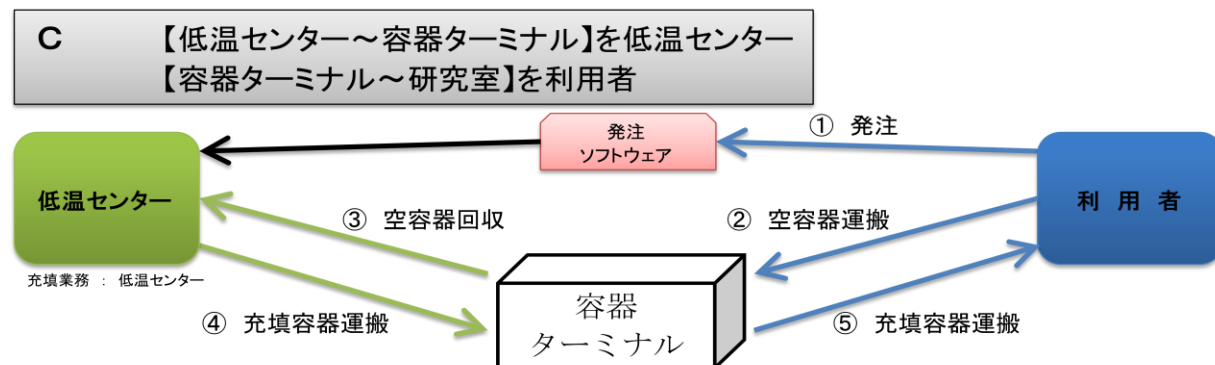 C 【低温センター～容器ターミナル】を低温センター
【容器ターミナル～研究室】を利用者
発注
ソフトウェア
① 発注
低温センター
利 用 者
③ 空容器回収
② 空容器運搬
充填業務 : 低温センター
容器
ターミナル
④ 充填容器運搬
⑤ 充填容器運搬